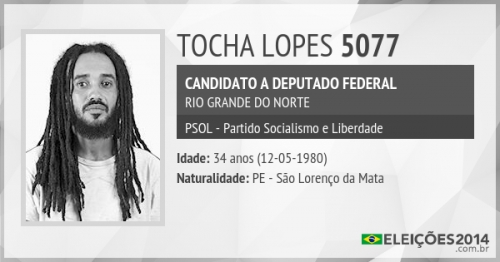 TOCHA LOPES 5077
CANDIDATO A DEPUTADO FEDERAL
RIO GRANDE DO NORTE
PSOL - Partido Socialismo e Liberdade
Idade: 34 anos (12-05-1980)
Naturalidade: PE - São Lorenço da Mata
ELEIÇÕES2014
.com.br